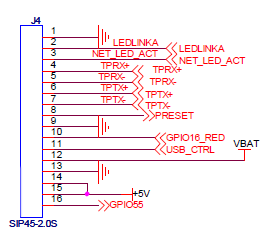 J4
1
2 LEDLINKA LEDLINKA
3 NET_LED_ACT NET_LED_ACT
4 TPRX+ TPRX+
5 TPRX- TPRX-
6 TPTX+ TPTX+
7 TPTX- TPTX-
8 PRESET
9
10 GPIO16_RED
11 USB_CTRL
12 VBAT
13
14
15 +5V
16 GPIO55
SIP45-2.0S